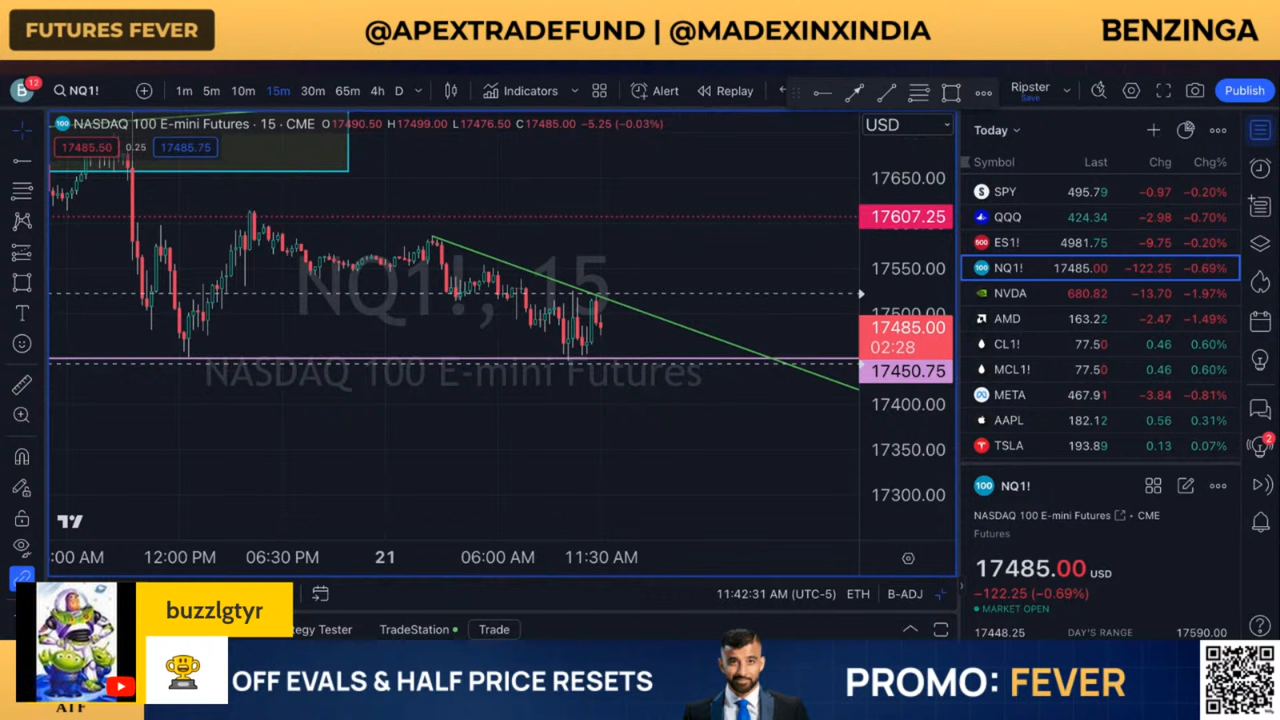 FUTURES FEVER
@APEXTRADEFUND | @MADEXINXINDIA
BENZINGA
12
NQ1!
1m 5m 10m 15m 30m 65m 4h D
Indicators
Alert
Replay
Ripster
Save
Publish
NASDAQ 100 E-mini Futures · 15 · CME O17490.50 H17499.00 L17476.50 C17485.00 −5.25 (−0.03%)
17485.50 0.25 17485.75
USD
17650.00
17607.25
17550.00
17500.00
17485.00
02:28
17450.75
17400.00
17350.00
17300.00
NQ1!, 15
NASDAQ 100 E-mini Futures
:00 AM 12:00 PM 06:30 PM 21 06:00 AM 11:30 AM
11:42:31 AM (UTC-5) ETH B-ADJ
tegy Tester TradeStation Trade
Today
Symbol Last Chg Chg%
SPY 495.79 −0.97 −0.20%
QQQ 424.34 −2.98 −0.70%
ES1! 4981.75 −9.75 −0.20%
NQ1! 17485.00 −122.25 −0.69%
NVDA 680.82 −13.70 −1.97%
AMD 163.22 −2.47 −1.49%
CL1! 77.50 0.46 0.60%
MCL1! 77.50 0.46 0.60%
META 467.91 −3.84 −0.81%
AAPL 182.12 0.56 0.31%
TSLA 193.89 0.13 0.07%
2
100 NQ1!
NASDAQ 100 E-mini Futures • CME
Futures
17485.00 USD
−122.25 (−0.69%)
MARKET OPEN
17448.25 DAY'S RANGE 17590.00
buzzlgtyr
OFF EVALS & HALF PRICE RESETS
PROMO: FEVER
ATF